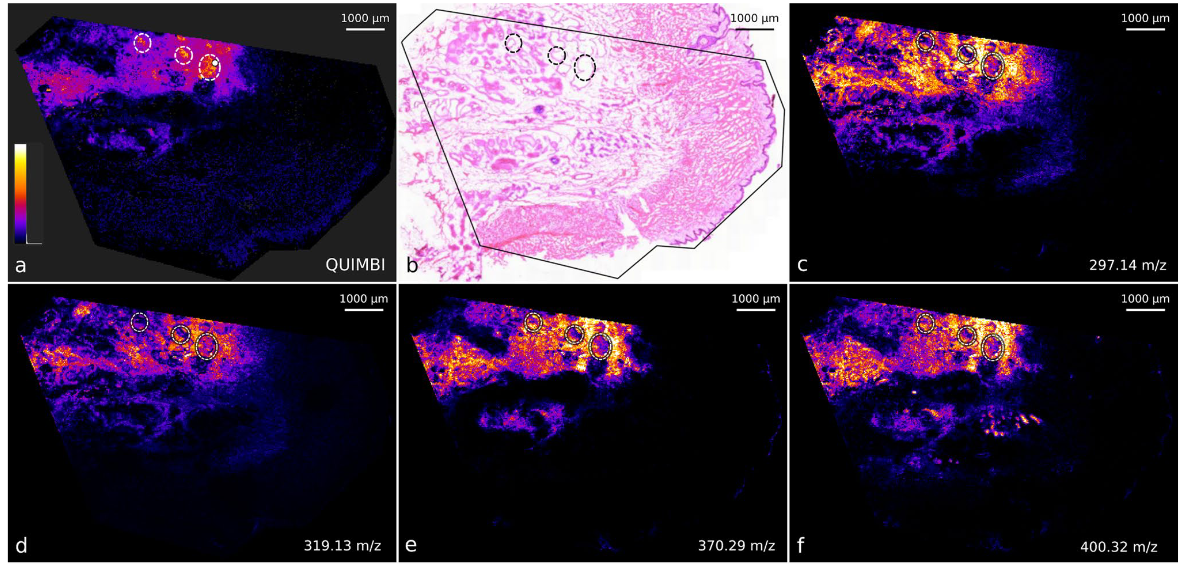 1000 µm
a
QUIMBI
1000 µm
b
1000 µm
c
297.14 m/z
1000 µm
d
319.13 m/z
1000 µm
e
370.29 m/z
1000 µm
f
400.32 m/z